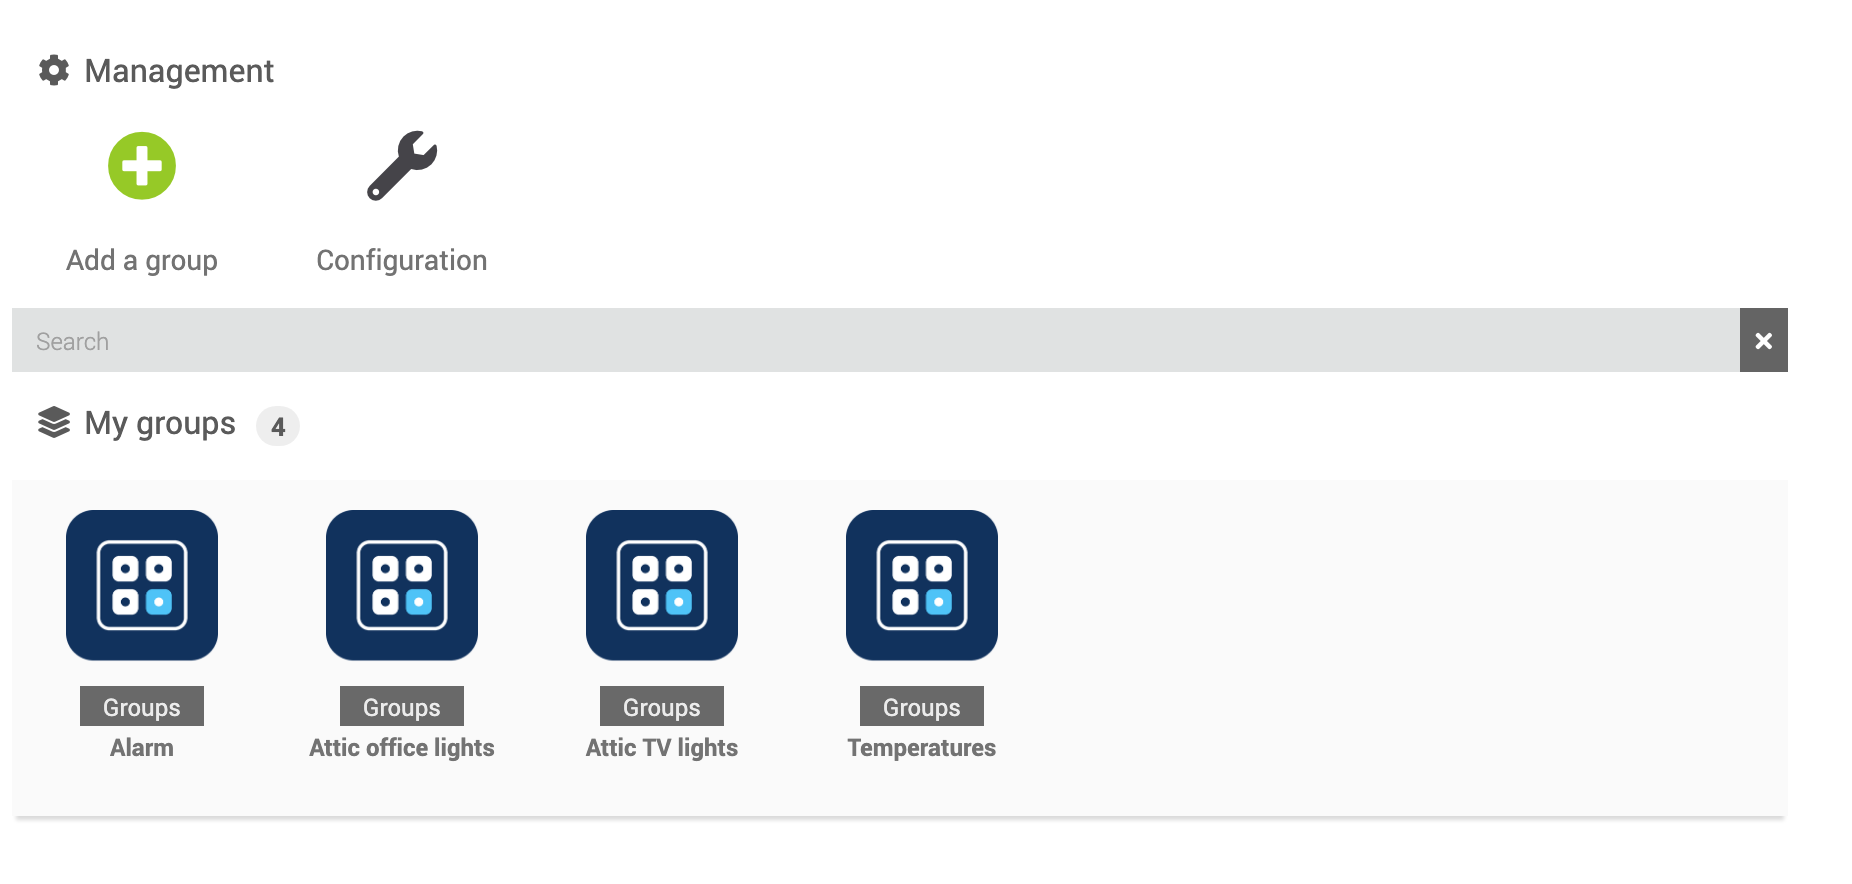 Management
Add a group
Configuration
Search
My groups 4
Groups
Alarm
Groups
Attic office lights
Groups
Attic TV lights
Groups
Temperatures